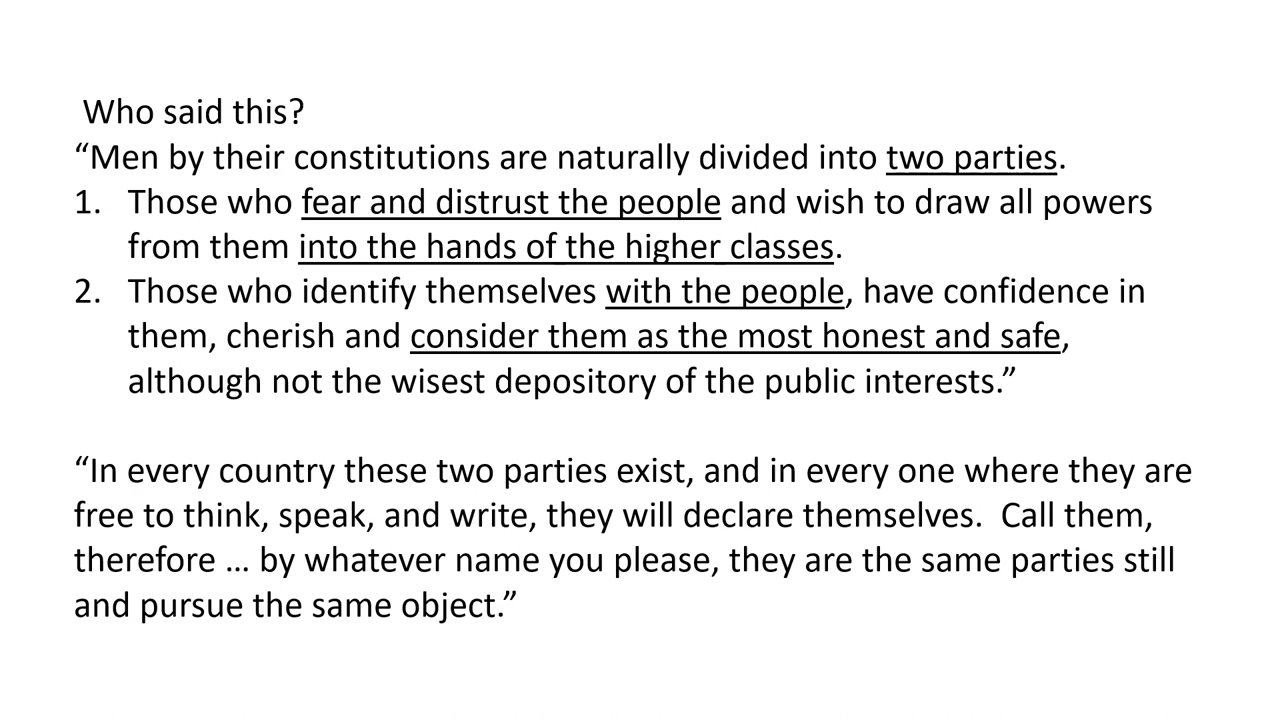 Who said this?
“Men by their constitutions are naturally divided into two parties.
1. Those who fear and distrust the people and wish to draw all powers
from them into the hands of the higher classes.
2. Those who identify themselves with the people, have confidence in
them, cherish and consider them as the most honest and safe,
although not the wisest depository of the public interests.”
“In every country these two parties exist, and in every one where they are
free to think, speak, and write, they will declare themselves.  Call them,
therefore … by whatever name you please, they are the same parties still
and pursue the same object.”